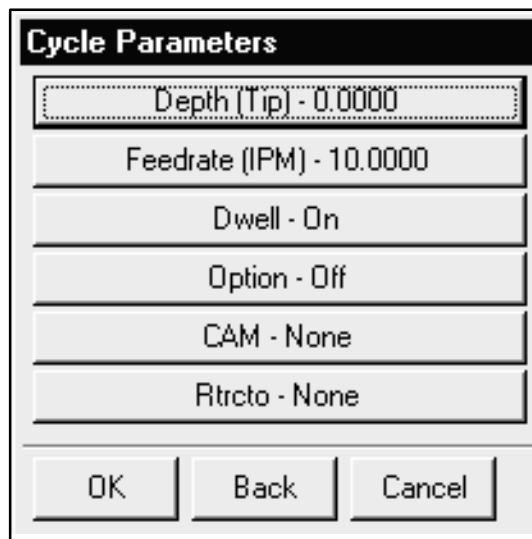 Cycle Parameters
Depth (Tip) - 0.0000
Feedrate (IPM) - 10.0000
Dwell - On
Option - Off
CAM - None
Rtrcto - None
OK Back Cancel